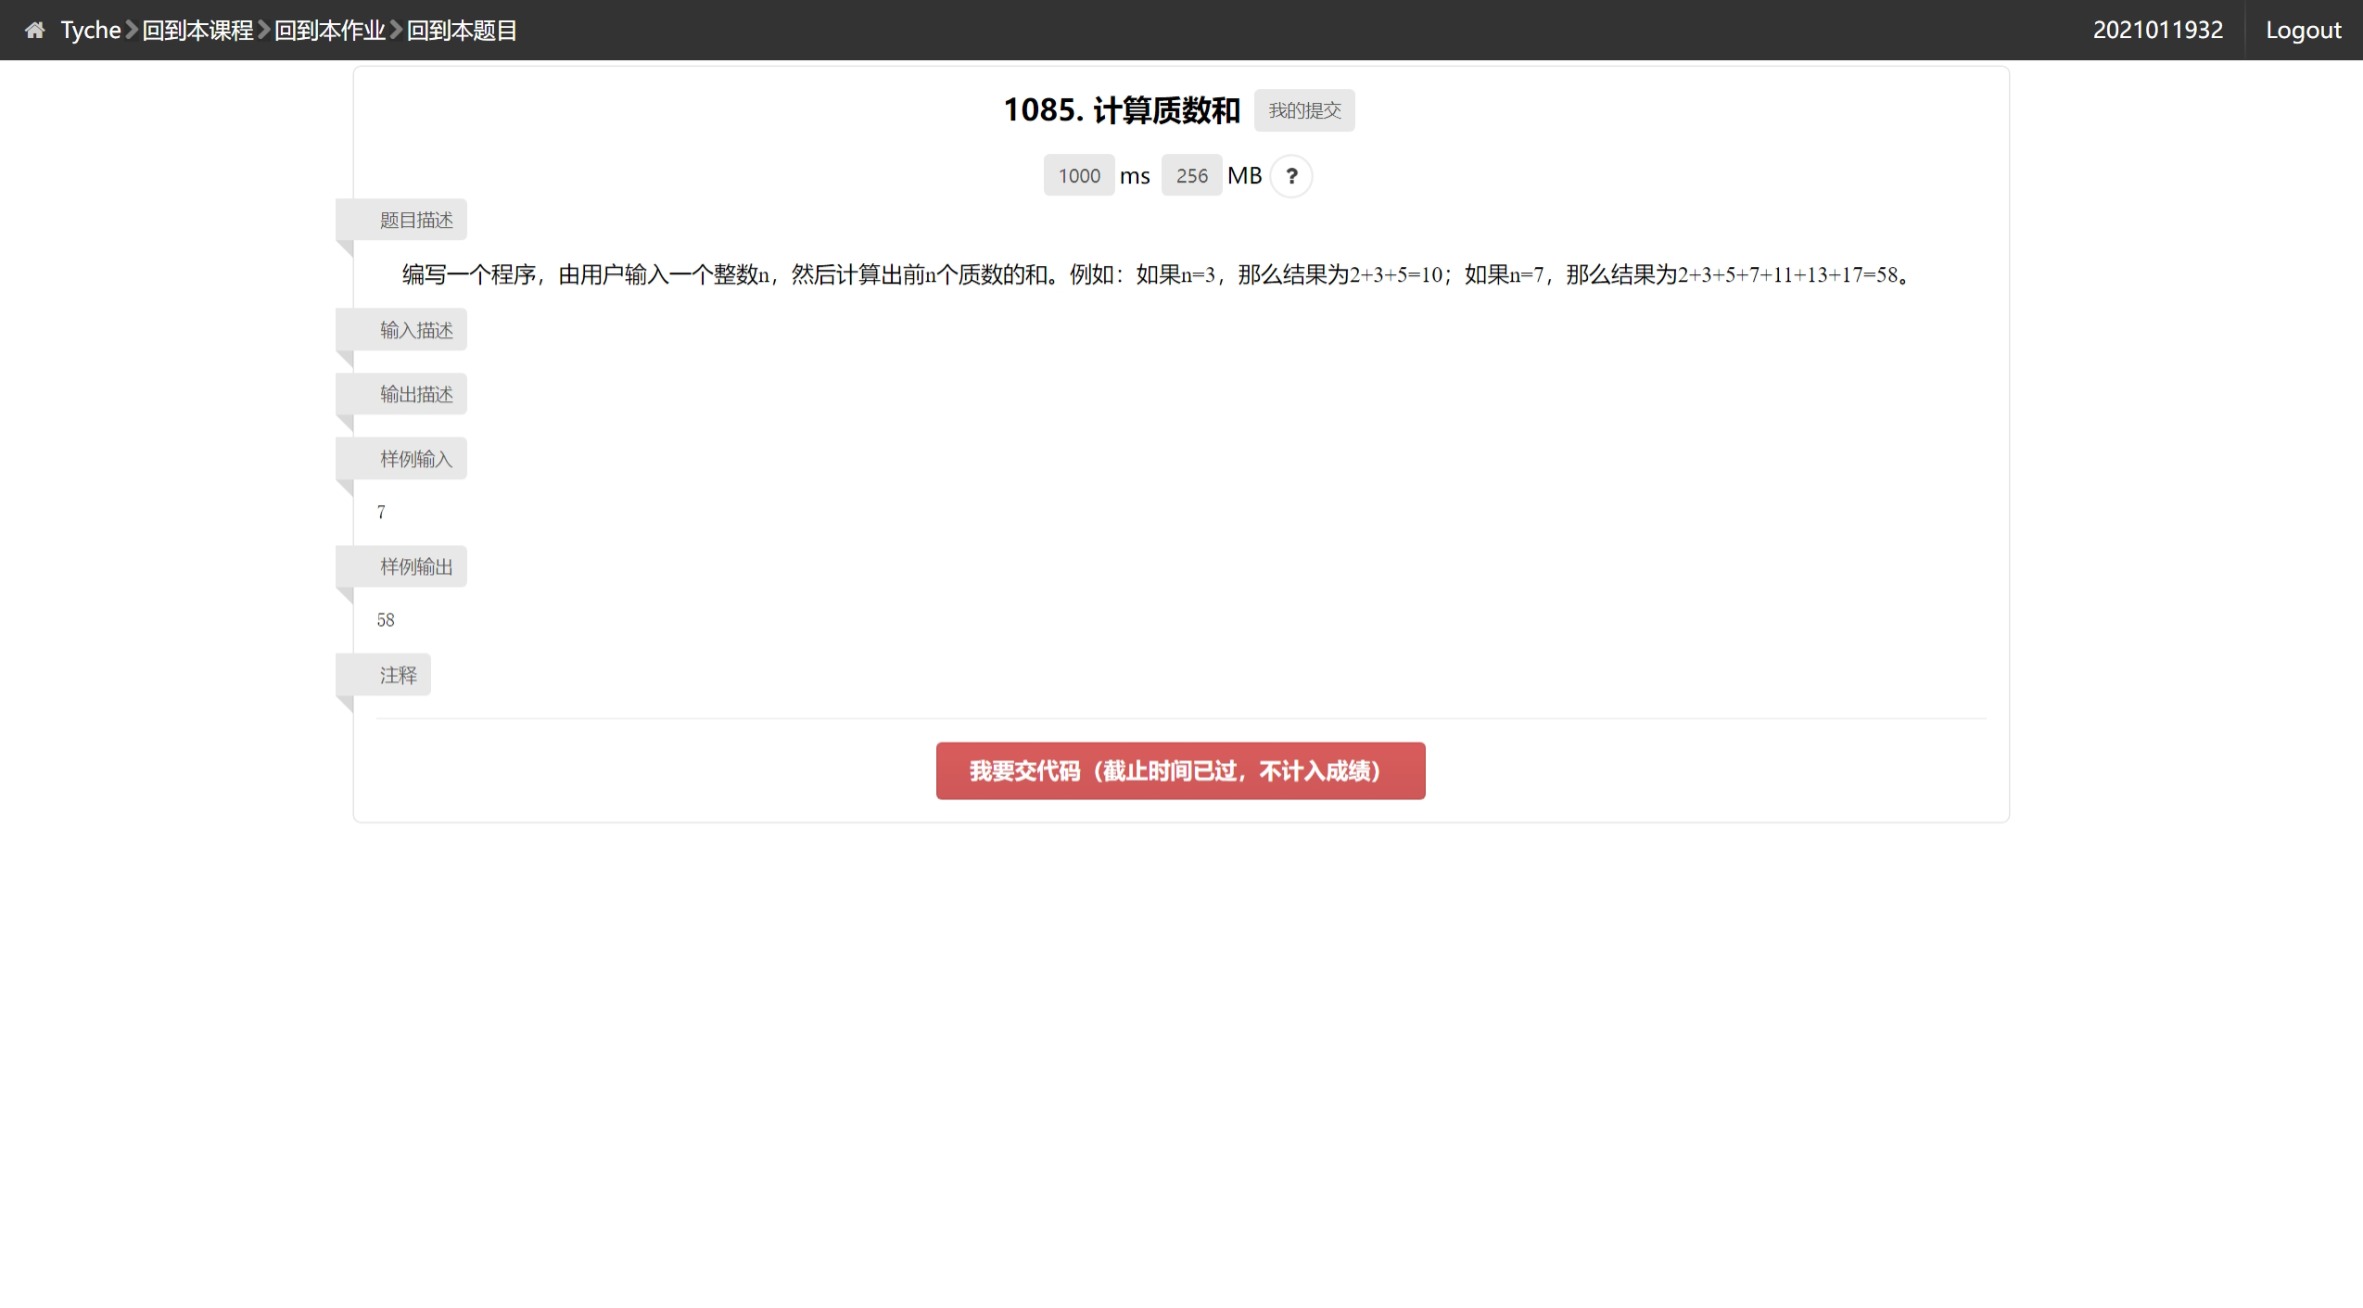 Tyche 回到本课程 回到本作业 回到本题目 2021011932 Logout
1085. 计算质数和 我的提交
1000 ms 256 MB ?
题目描述
编写一个程序，由用户输入一个整数n，然后计算出前n个质数的和。例如：如果n=3，那么结果为2+3+5=10；如果n=7，那么结果为2+3+5+7+11+13+17=58。
输入描述
输出描述
样例输入
7
样例输出
58
注释
我要交代码（截止时间已过，不计入成绩）